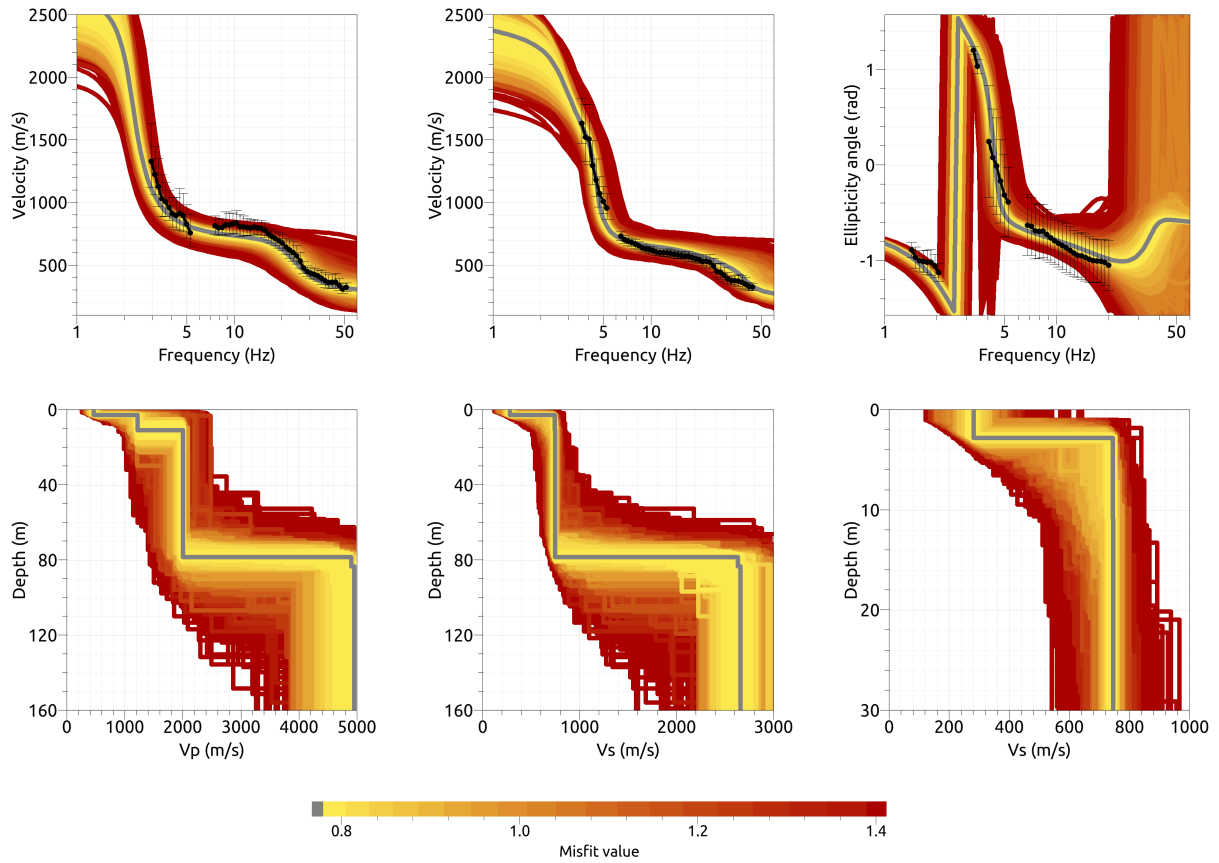 2500
2000
1500
1000
500
Velocity (m/s)
1 5 10 50
Frequency (Hz)
2500
2000
1500
1000
500
Velocity (m/s)
1 5 10 50
Frequency (Hz)
1
0
-1
Ellipticity angle (rad)
1 5 10 50
Frequency (Hz)
0
40
80
120
160
Depth (m)
0 1000 2000 3000 4000 5000
Vp (m/s)
0
40
80
120
160
Depth (m)
0 1000 2000 3000
Vs (m/s)
0
10
20
30
Depth (m)
0 200 400 600 800 1000
Vs (m/s)
0.8 1.0 1.2 1.4
Misfit value